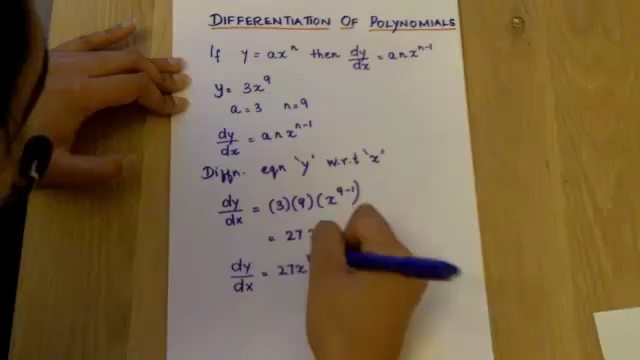 DIFFERENTIATION OF POLYNOMIALS
If y = ax^n then dy/dx = anx^(n-1)
y = 3x^9
a = 3 n = 9
dy/dx = anx^(n-1)
Diffn. eqn "y" w.r.t "x"
dy/dx = (3)(9)(x^(9-1))
= 27
dy/dx = 27x